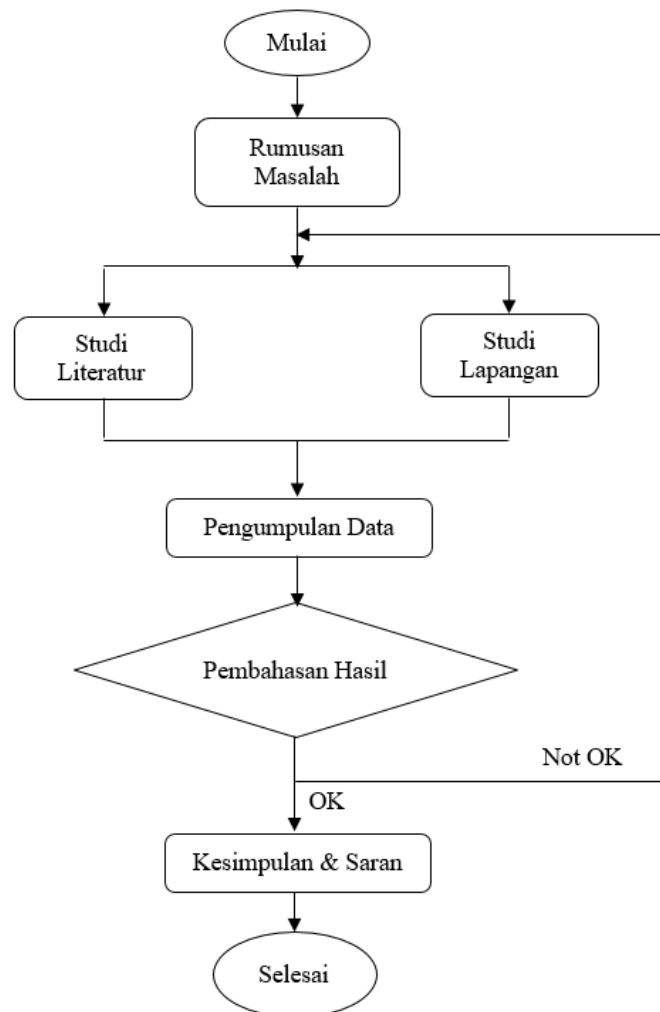 Mulai
Rumusan
Masalah
Studi
Literatur
Studi
Lapangan
Pengumpulan Data
Pembahasan Hasil
Not OK
OK
Kesimpulan & Saran
Selesai